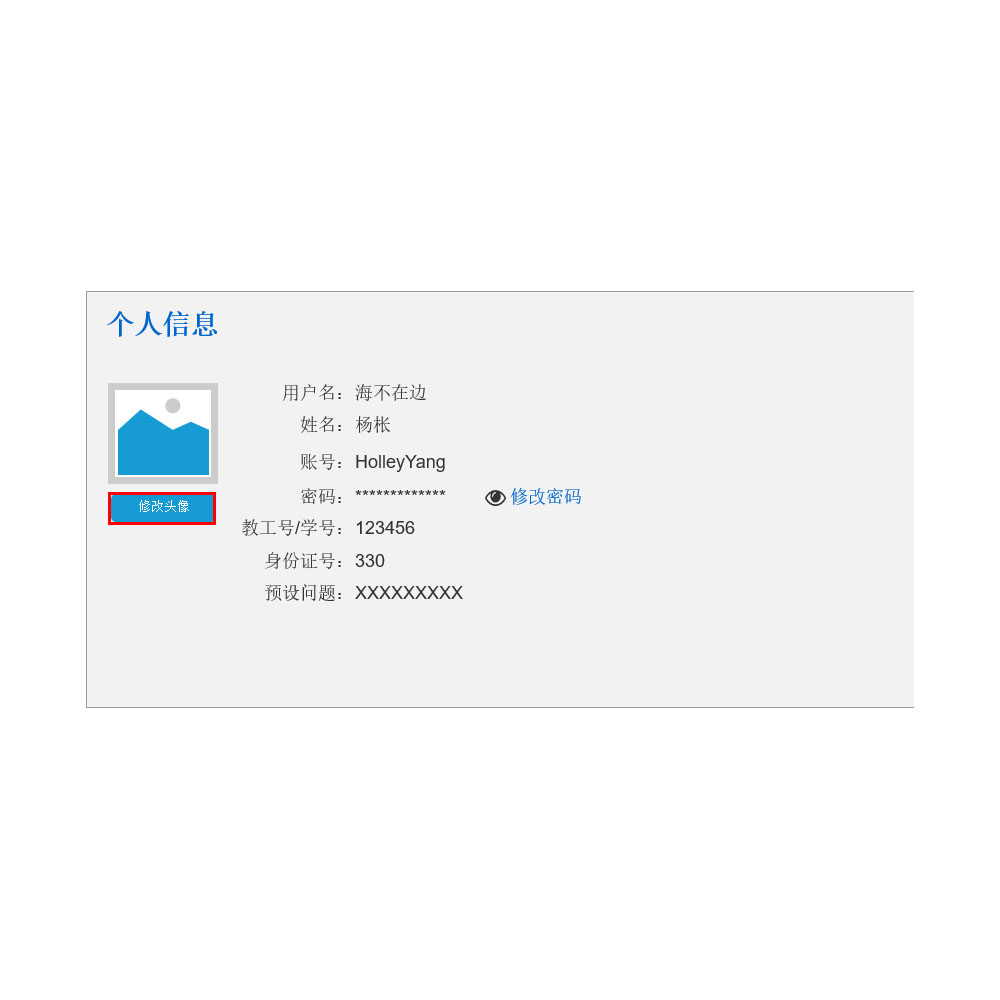 个人信息
用户名：海不在边
姓名：杨枨
账号：HolleyYang
密码：************* 修改密码
修改头像
教工号/学号：123456
身份证号：330
预设问题：XXXXXXXXX